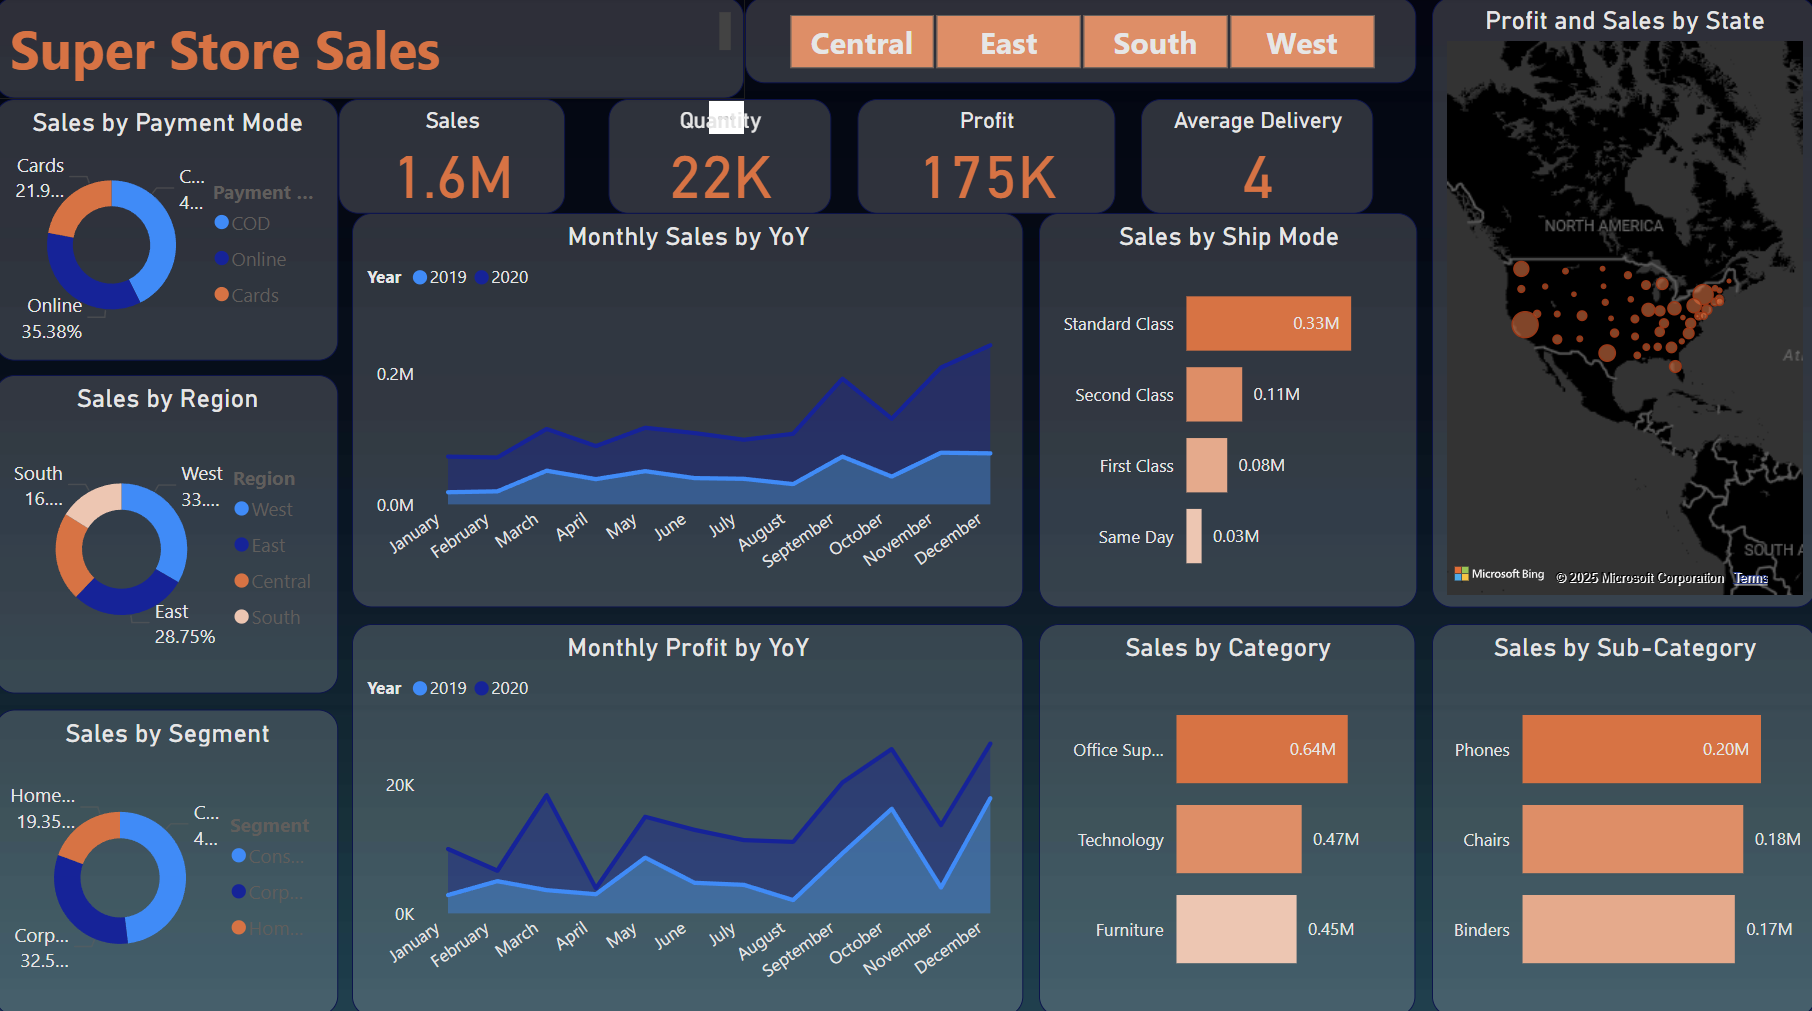 Super Store Sales
Central
East
South
West
Profit and Sales by State
Sales by Payment Mode
Cards
21.9...
C...
4...
Online
35.38%
Payment ...
COD
Online
Cards
Sales
1.6M
Quantity
22K
Profit
175K
Average Delivery
4
Monthly Sales by YoY
Year 2019 2020
0.2M
0.0M
January
February
March
April
May
June
July
August
September
October
November
December
Sales by Ship Mode
Standard Class 0.33M
Second Class 0.11M
First Class 0.08M
Same Day 0.03M
NORTH AMERICA
At
SOUTH A
Microsoft Bing
© 2025 Microsoft Corporation Terms
Sales by Region
South
16....
West
33....
East
28.75%
Region
West
East
Central
South
Monthly Profit by YoY
Year 2019 2020
20K
0K
January
February
March
April
May
June
July
August
September
October
November
December
Sales by Category
Office Sup... 0.64M
Technology 0.47M
Furniture 0.45M
Sales by Sub-Category
Phones 0.20M
Chairs 0.18M
Binders 0.17M
Sales by Segment
Home...
19.35...
C...
4...
Corp...
32.5...
Segment
Cons...
Corp...
Hom...